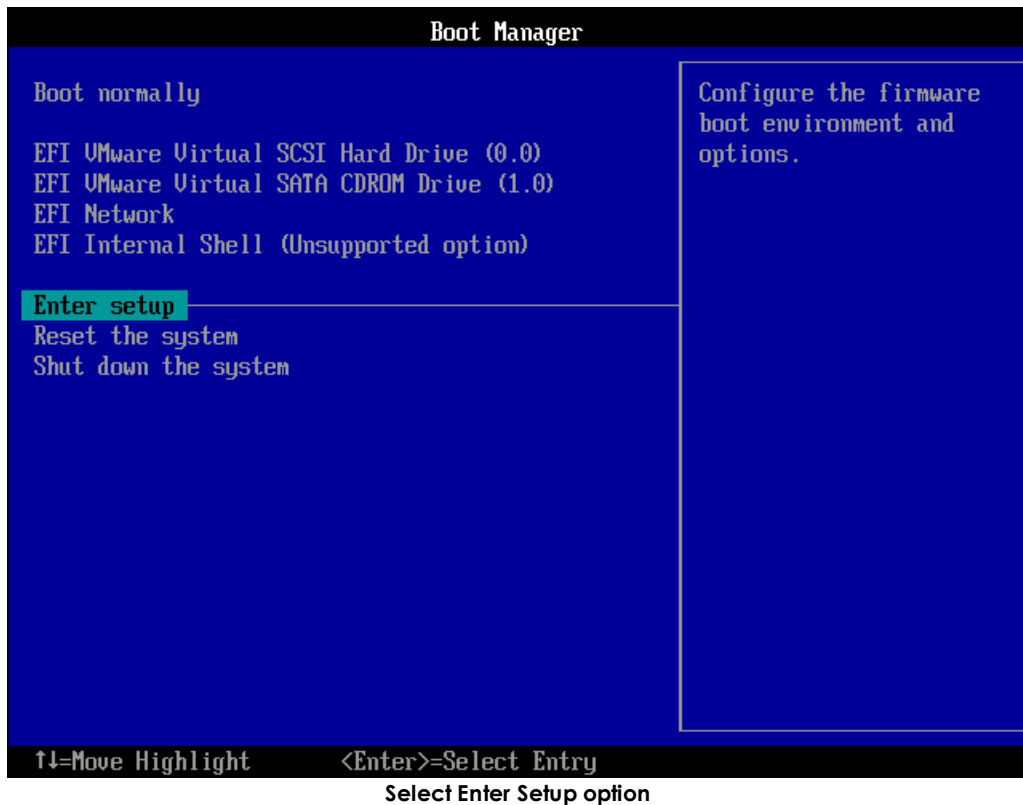 Boot Manager
Boot normally
EFI VMware Virtual SCSI Hard Drive (0.0)
EFI VMware Virtual SATA CDROM Drive (1.0)
EFI Network
EFI Internal Shell (Unsupported option)
Enter setup
Reset the system
Shut down the system
Configure the firmware
boot environment and
options.
↑↓=Move Highlight <Enter>=Select Entry
Select Enter Setup option